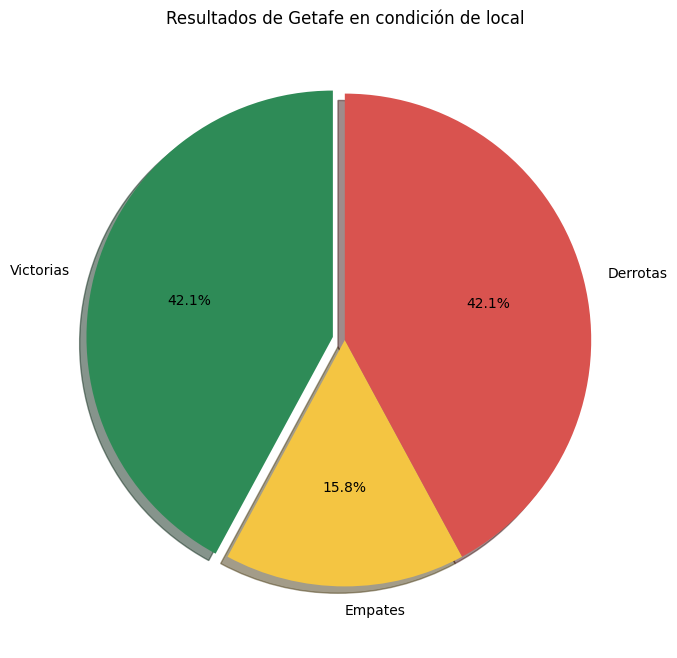 Resultados de Getafe en condición de local
Victorias
42.1%
42.1%
Derrotas
15.8%
Empates